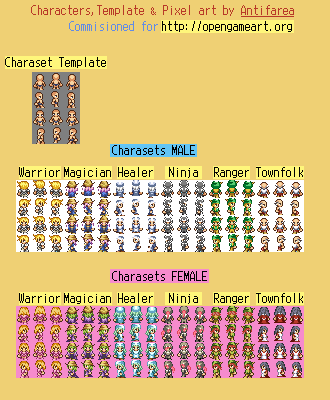 Characters,Template & Pixel art by Antifarea
Commisioned for http://opengameart.org
Charaset Template
Charasets MALE
Warrior Magician Healer Ninja Ranger Townfolk
Charasets FEMALE
Warrior Magician Healer Ninja Ranger Townfolk